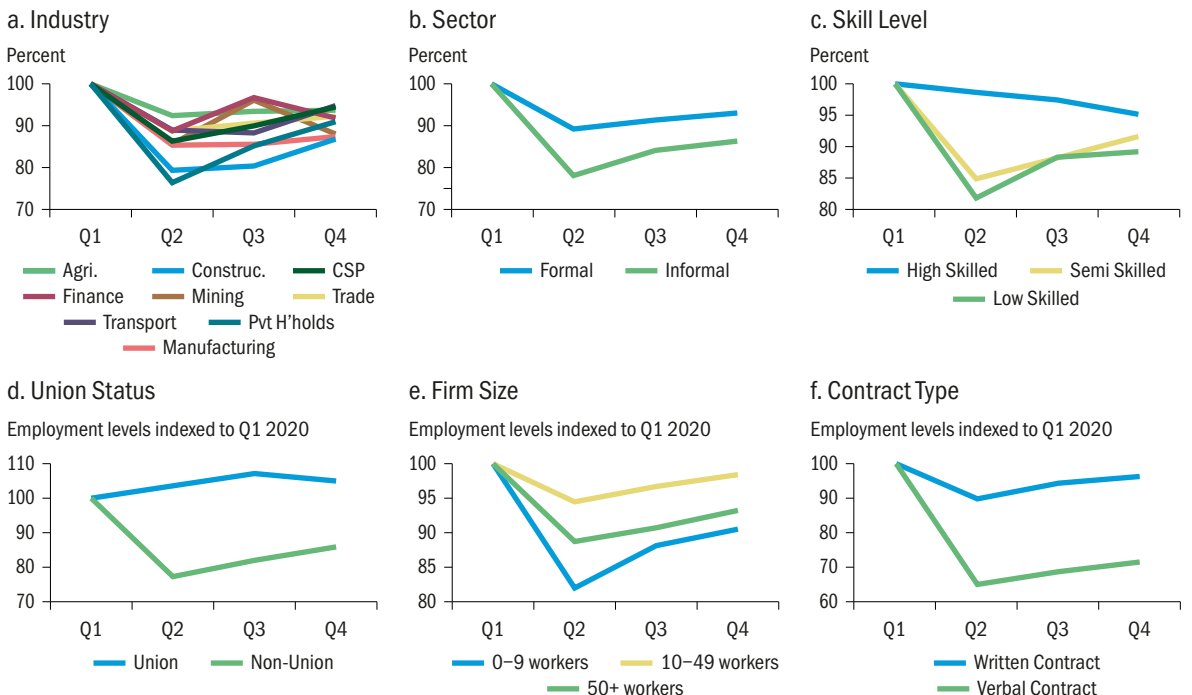 a. Industry
Percent
100
90
80
70
Q1 Q2 Q3 Q4
Agri. Construc. CSP
Finance Mining Trade
Transport Pvt H'holds
Manufacturing
b. Sector
100
90
80
70
Q1 Q2 Q3 Q4
Formal Informal
c. Skill Level
Percent
100
95
90
85
80
Q1 Q2 Q3 Q4
High Skilled Semi Skilled
Low Skilled
d. Union Status
Employment levels indexed to Q1 2020
110
100
90
80
70
Q1 Q2 Q3 Q4
Union Non-Union
e. Firm Size
Employment levels indexed to Q1 2020
100
95
90
85
80
Q1 Q2 Q3 Q4
0–9 workers 10–49 workers
50+ workers
f. Contract Type
Employment levels indexed to Q1 2020
100
90
80
70
60
Q1 Q2 Q3 Q4
Written Contract
Verbal Contract